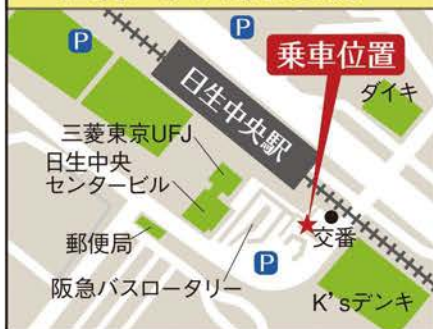 P
P
乗車位置
ダイキ
日生中央駅
三菱東京UFJ
日生中央
センタービル
郵便局
交番
P
阪急バスロータリー
K'sデンキ